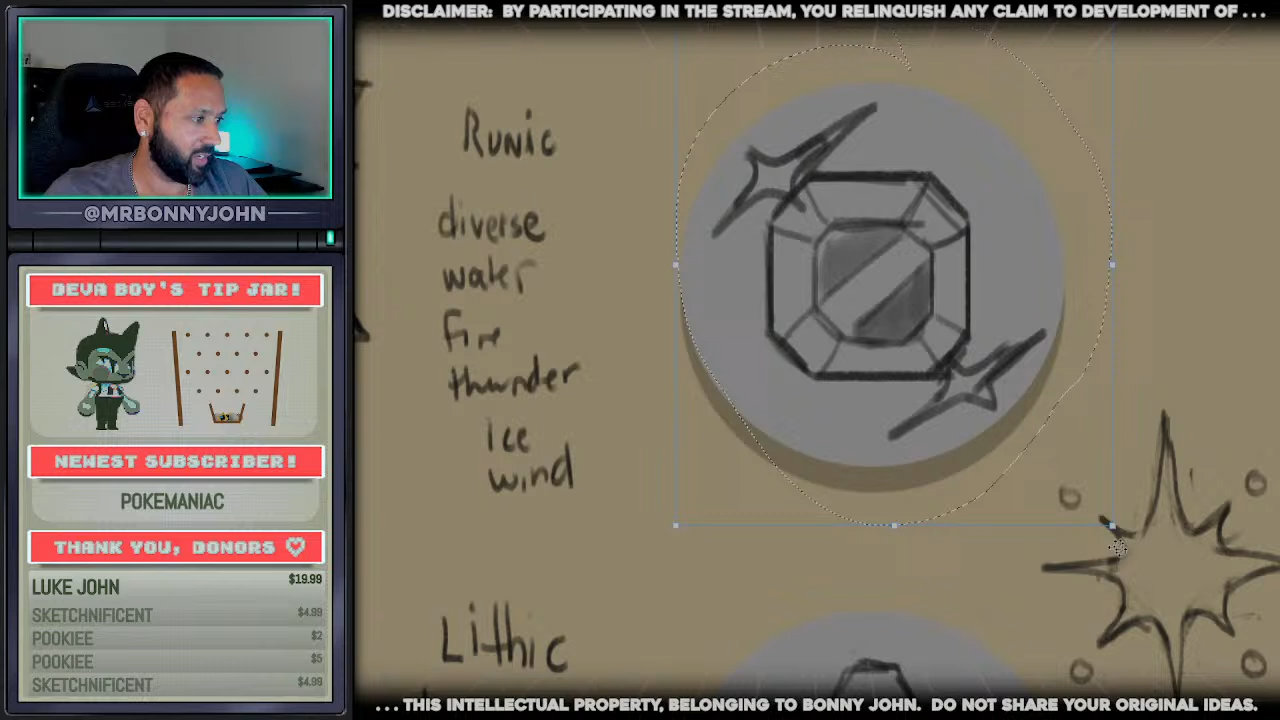 DISCLAIMER: BY PARTICIPATING IN THE STREAM, YOU RELINQUISH ANY CLAIM TO DEVELOPMENT OF . . .
@MRBONNYJOHN
DEVA BOY'S TIP JAR!
NEWEST SUBSCRIBER!
POKEMANIAC
THANK YOU, DONORS ♡
LUKE JOHN $19.99
SKETCHNIFICENT $4.99
POOKIEE $2
POOKIEE $5
SKETCHNIFICENT $4.99
Runic
diverse
water
fire
thunder
ice
wind
Lithic
. . . THIS INTELLECTUAL PROPERTY, BELONGING TO BONNY JOHN. DO NOT SHARE YOUR ORIGINAL IDEAS.